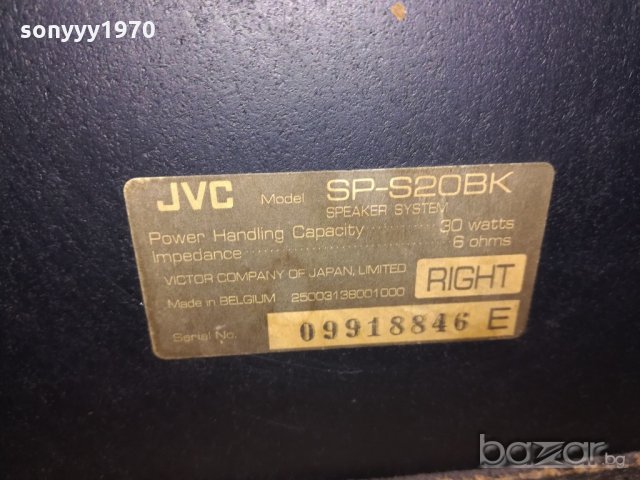 sonyyy1970
JVC Model SP-S20BK
SPEAKER SYSTEM
Power Handling Capacity 30 watts
Impedance 6 ohms
VICTOR COMPANY OF JAPAN, LIMITED
RIGHT
Made in BELGIUM 25003138001000
Serial No. 09918846 E
bazar.bg